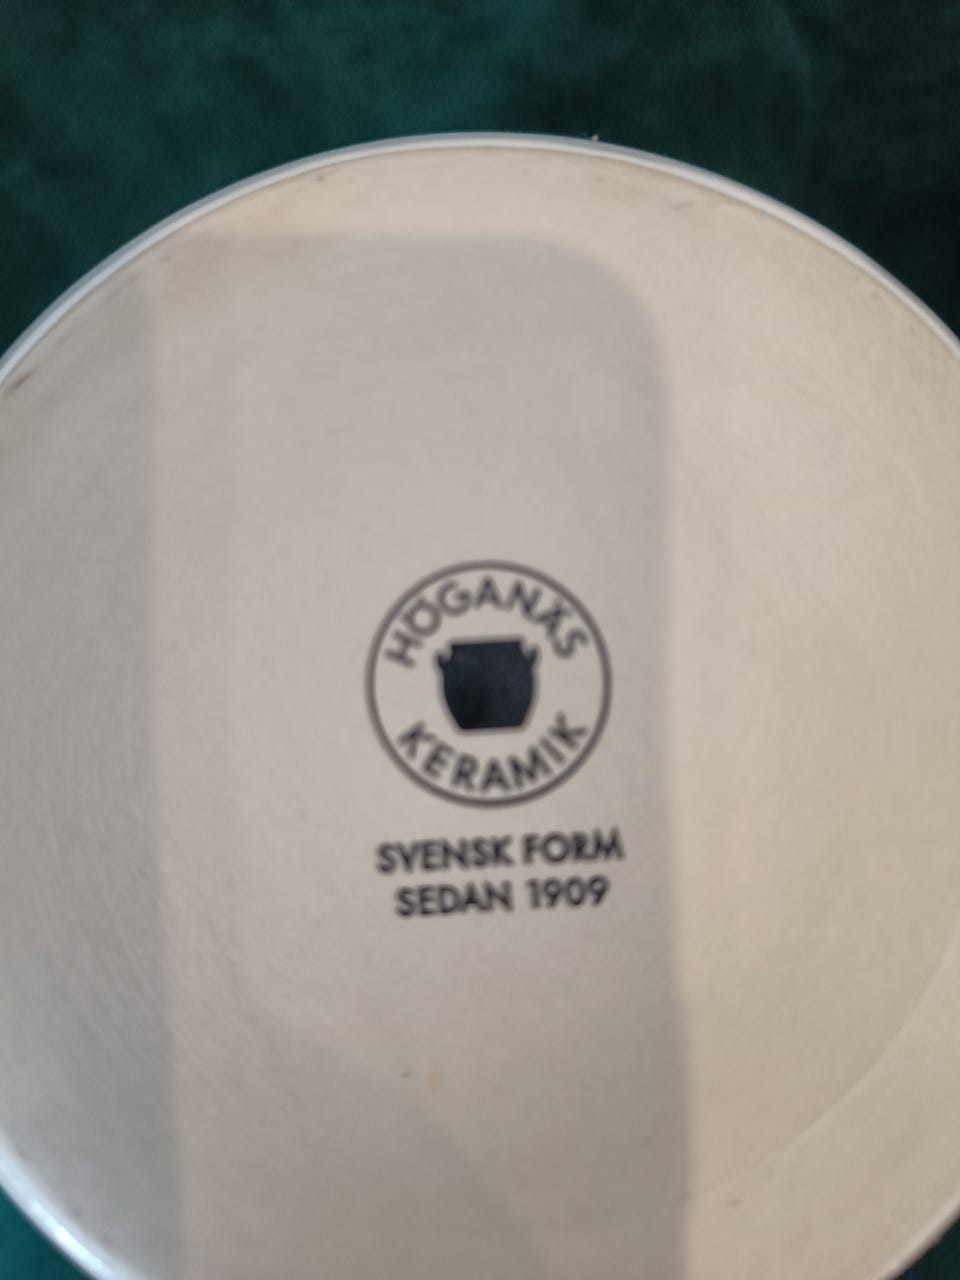 HÖGANÄS
KERAMIK
SVENSK FORM
SEDAN 1909